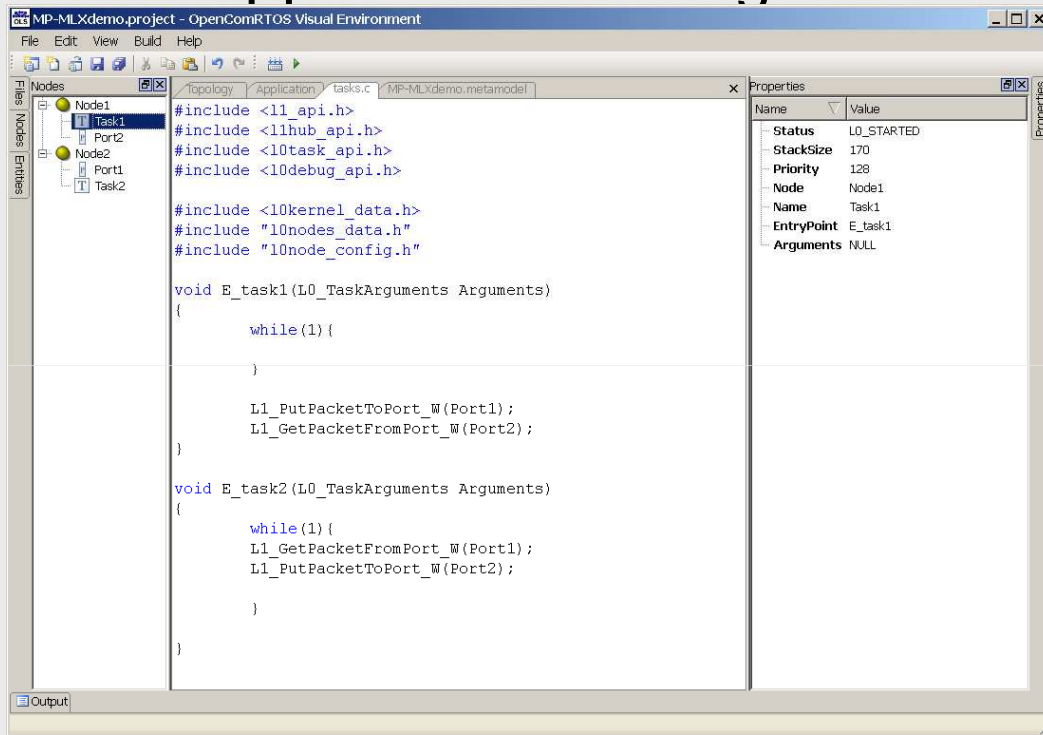 MP-MLXdemo.project - OpenComRTOS Visual Environment
File Edit View Build Help
Files
Nodes
Entities
Nodes
Node1
Task1
Port2
Node2
Port1
Task2
Topology Application tasks.c MP-MLXdemo.metamodel
#include <l1_api.h>
#include <l1hub_api.h>
#include <l0task_api.h>
#include <l0debug_api.h>
#include <l0kernel_data.h>
#include "l0nodes_data.h"
#include "l0node_config.h"
void E_task1(L0_TaskArguments Arguments)
{
while(1){
}
L1_PutPacketToPort_W(Port1);
L1_GetPacketFromPort_W(Port2);
}
void E_task2(L0_TaskArguments Arguments)
{
while(1){
L1_GetPacketFromPort_W(Port1);
L1_PutPacketToPort_W(Port2);
}
}
Properties
Name Value
Status L0_STARTED
StackSize 170
Priority 128
Node Node1
Name Task1
EntryPoint E_task1
Arguments NULL
Properties
Output